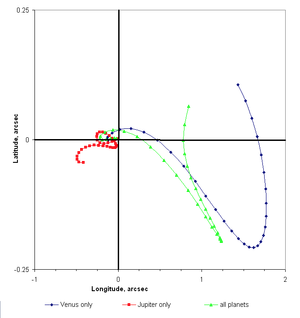 0.25
Latitude, arcsec
0
-0.25
-1 0 1 2
Longitude, arcsec
Venus only Jupiter only all planets